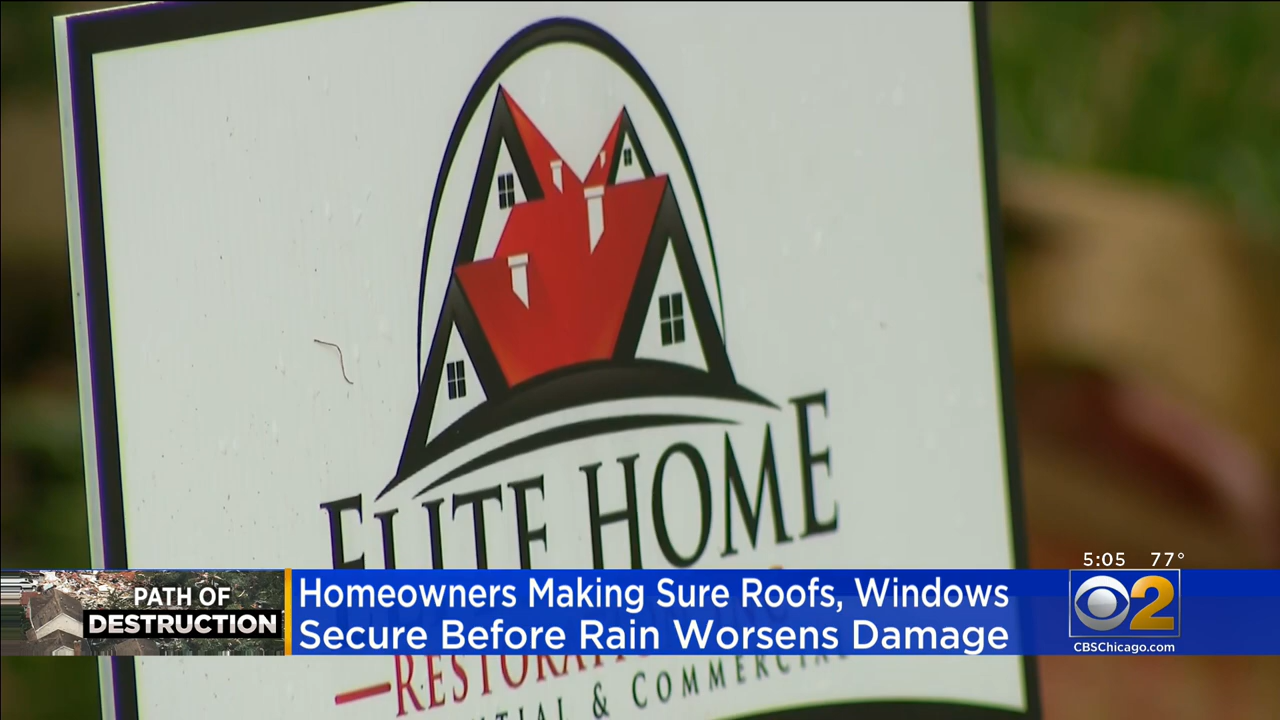 ELITE HOME
5:05 77°
PATH OF
DESTRUCTION
Homeowners Making Sure Roofs, Windows
Secure Before Rain Worsens Damage
2
CBSChicago.com
& COMMERCIAL